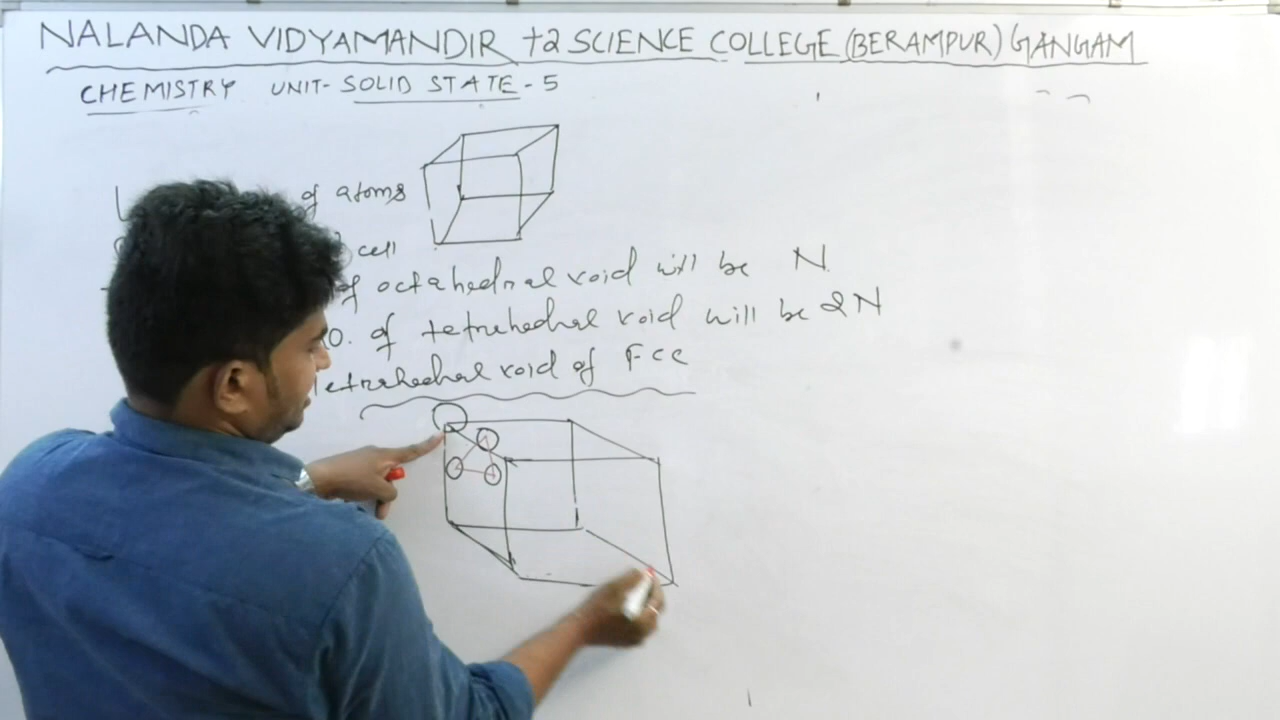 NALANDA VIDYAMANDIR +2 SCIENCE COLLEGE (BERAMPUR) GANGAM
CHEMISTRY UNIT- SOLID STATE - 5
of atoms
cell
of octahedral void will be N
o. of tetrahedral void will be 2N
Tetrahedral void of Fcc